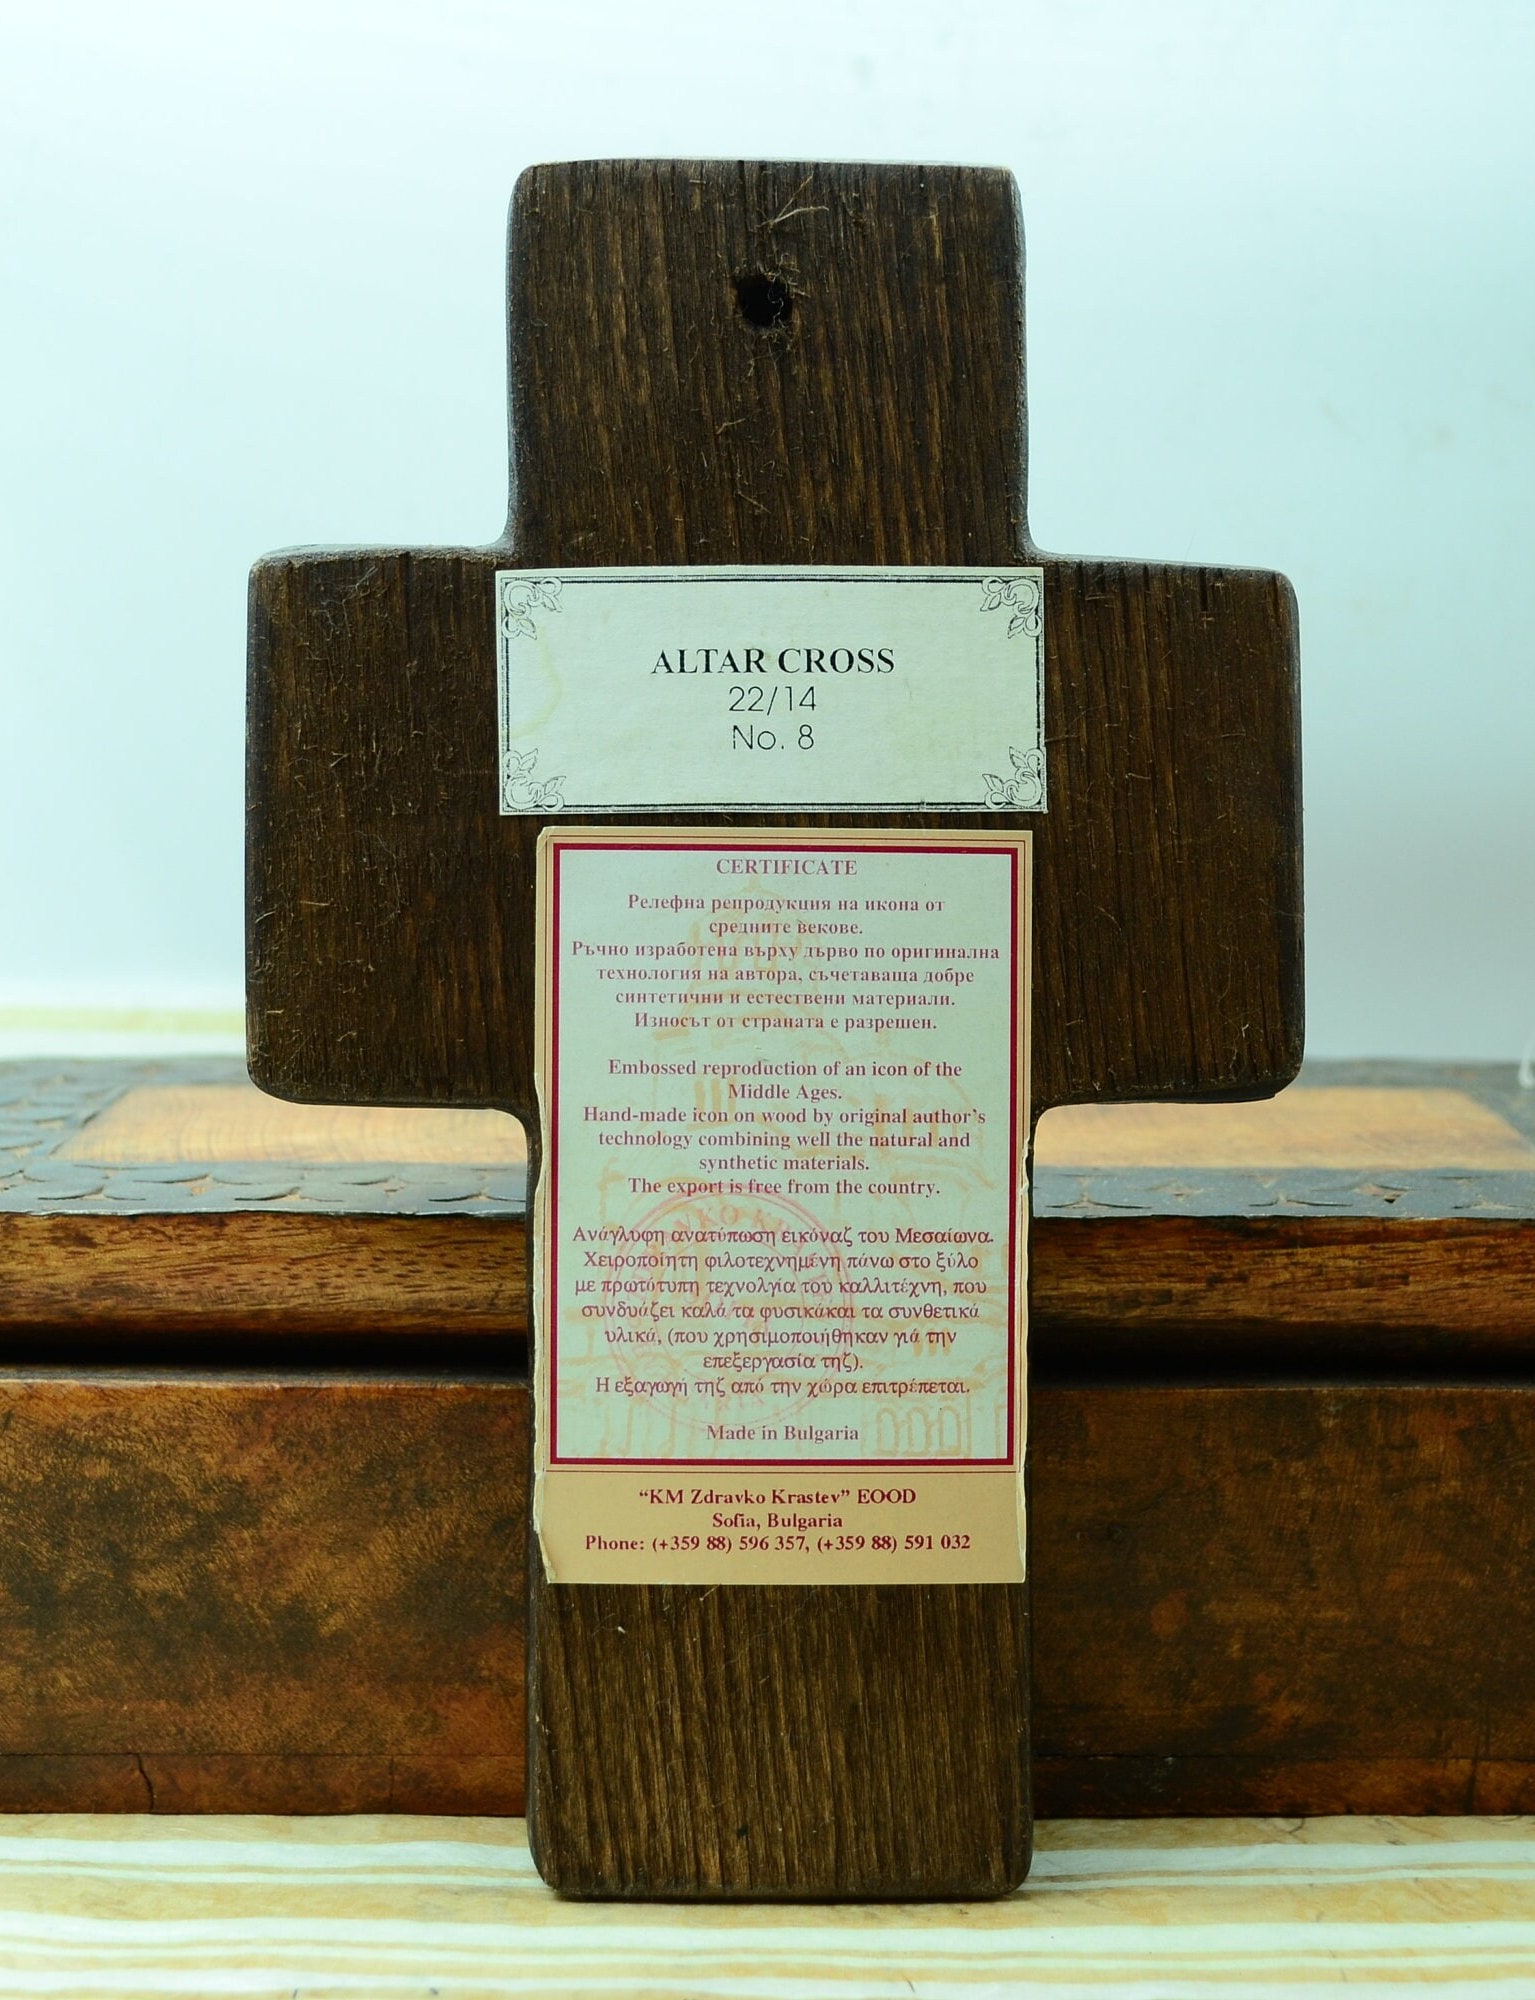 ALTAR CROSS
22/14
No. 8
CERTIFICATE
Релефна репродукция на икона от
средните векове.
Ръчно изработена върху дърво по оригинална
технология на автора, съчетаваща добре
синтетични и естествени материали.
Износът от страната е разрешен.
Embossed reproduction of an icon of the
Middle Ages.
Hand-made icon on wood by original author's
technology combining well the natural and
synthetic materials.
The export is free from the country.
Ανάγλυφη ανατύπωση εικόναζ του Μεσαίωνα.
Χειροποίητη φιλοτεχνημένη πάνω στο ξύλο
με πρωτότυπη τεχνολγία του καλλιτέχνη, που
συνδυάζει καλά τα φυσικάκαι τα συνθετικά
υλικά, (που χρησιμοποιήθηκαν γιά την
επεξεργασία τηζ).
Η εξαγωγή τηζ από την χώρα επιτρέπεται.
Made in Bulgaria
“KM Zdravko Krastev” EOOD
Sofia, Bulgaria
Phone: (+359 88) 596 357, (+359 88) 591 032